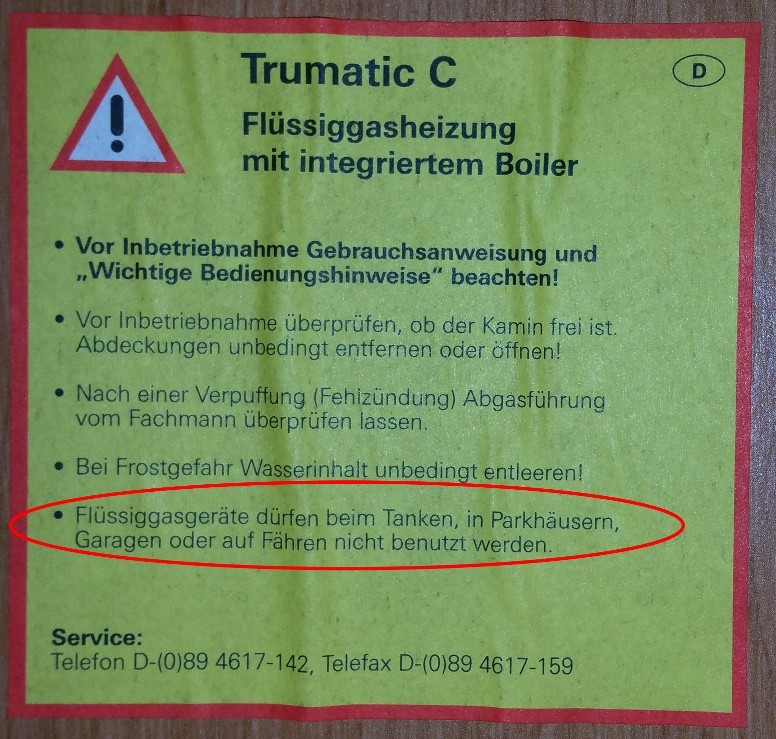 Trumatic C
D
Flüssiggasheizung
mit integriertem Boiler
• Vor Inbetriebnahme Gebrauchsanweisung und
„Wichtige Bedienungshinweise“ beachten!
• Vor Inbetriebnahme überprüfen, ob der Kamin frei ist.
Abdeckungen unbedingt entfernen oder öffnen!
• Nach einer Verpuffung (Fehlzündung) Abgasführung
vom Fachmann überprüfen lassen.
• Bei Frostgefahr Wasserinhalt unbedingt entleeren!
• Flüssiggasgeräte dürfen beim Tanken, in Parkhäusern,
Garagen oder auf Fähren nicht benutzt werden.
Service:
Telefon D-(0)89 4617-142, Telefax D-(0)89 4617-159